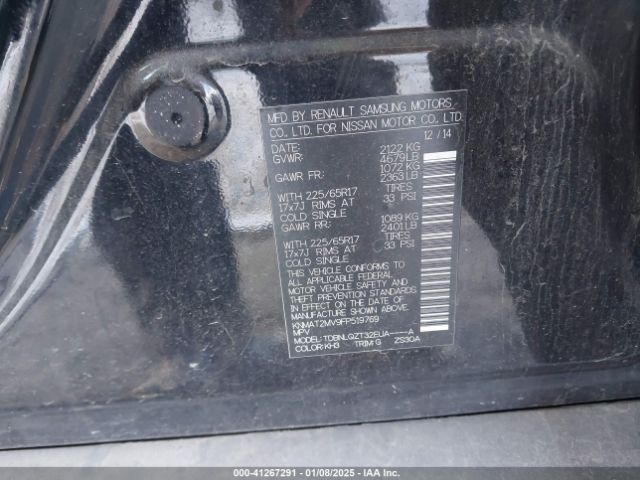 MFD BY RENAULT SAMSUNG MOTORS
CO., LTD. FOR NISSAN MOTOR CO., LTD.
12 / 14
DATE: 2122 KG
GVWR: 4679 LB
1072 KG
GAWR FR: 2363 LB
WITH 225/65R17 TIRES
17x7J RIMS AT 33 PSI
COLD SINGLE
1089 KG
GAWR RR: 2401 LB
WITH 225/65R17 TIRES
17x7J RIMS AT 33 PSI
COLD SINGLE
THIS VEHICLE CONFORMS TO
ALL APPLICABLE FEDERAL
MOTOR VEHICLE SAFETY AND
THEFT PREVENTION STANDARDS
IN EFFECT ON THE DATE OF
MANUFACTURE SHOWN ABOVE.
KNMAT2MV9FP519769
MPV
MODEL: TDBNLQZT32EUA----A
COLOR: KH3 TRIM: G ZS30A
000-41267291 - 01/08/2025 - IAA Inc.